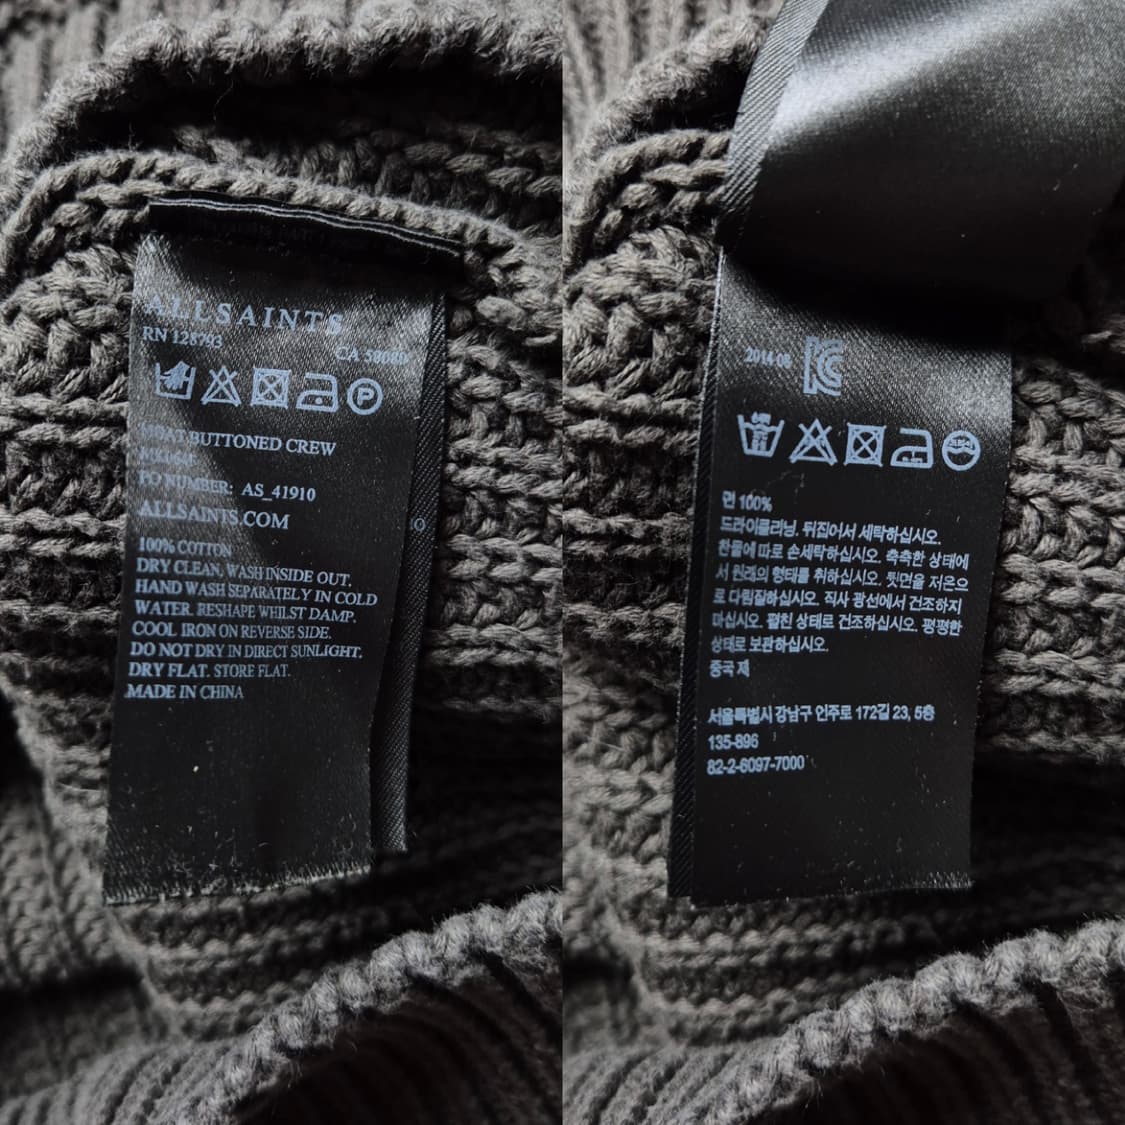 ALLSAINTS
RN 128793
P
BUTTONED CREW
PO NUMBER: AS_41910
ALLSAINTS.COM
100% COTTON
DRY CLEAN. WASH INSIDE OUT.
HAND WASH SEPARATELY IN COLD
WATER. RESHAPE WHILST DAMP.
COOL IRON ON REVERSE SIDE.
DO NOT DRY IN DIRECT SUNLIGHT.
DRY FLAT. STORE FLAT.
MADE IN CHINA
2014 08
면 100%
드라이클리닝. 뒤집어서 세탁하십시오.
찬물에 따로 손세탁하십시오. 축축한 상태에
서 원래의 형태를 취하십시오. 뒷면을 저온으
로 다림질하십시오. 직사 광선에서 건조하지
마십시오. 펼친 상태로 건조하십시오. 평평한
상태로 보관하십시오.
중국 제
서울특별시 강남구 언주로 172길 23, 5층
135-896
82-2-6097-7000